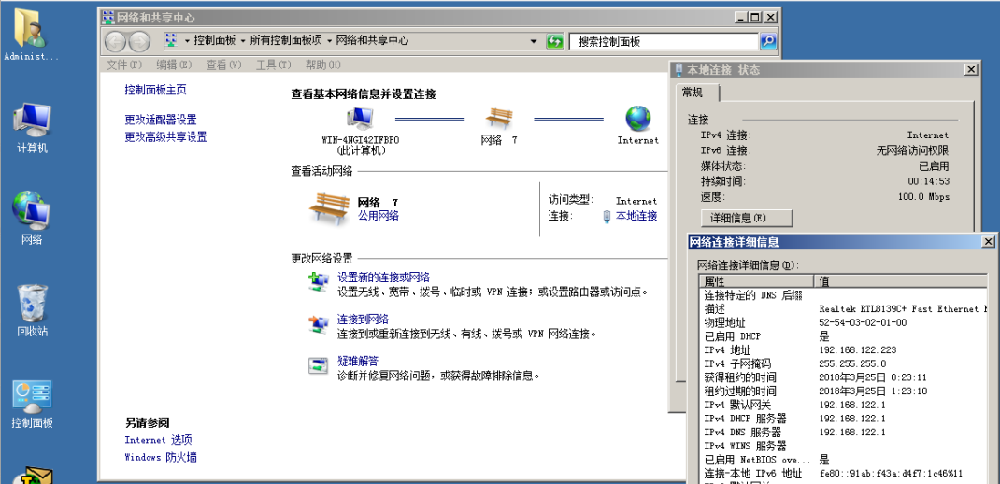 Administ...
计算机
网络
回收站
控制面板
网络和共享中心
控制面板 所有控制面板项 网络和共享中心
搜索控制面板
文件(F) 编辑(E) 查看(V) 工具(T) 帮助(H)
控制面板主页
更改适配器设置
更改高级共享设置
查看基本网络信息并设置连接
WIN-4NGI42IFBPO
(此计算机)
网络 7
Internet
查看活动网络
网络 7
公用网络
访问类型: Internet
连接: 本地连接
更改网络设置
设置新的连接或网络
设置无线、宽带、拨号、临时或 VPN 连接；或设置路由器或访问点。
连接到网络
连接到或重新连接到无线、有线、拨号或 VPN 网络连接。
疑难解答
诊断并修复网络问题，或获得故障排除信息。
另请参阅
Internet 选项
Windows 防火墙
本地连接 状态
常规
连接
IPv4 连接: Internet
IPv6 连接: 无网络访问权限
媒体状态: 已启用
持续时间: 00:14:53
速度: 100.0 Mbps
详细信息(E)...
网络连接详细信息
网络连接详细信息(D):
属性 值
连接特定的 DNS 后缀
描述 Realtek RTL8139C+ Fast Ethernet
物理地址 52-54-03-02-01-00
已启用 DHCP 是
IPv4 地址 192.168.122.223
IPv4 子网掩码 255.255.255.0
获得租约的时间 2018年3月25日 0:23:11
租约过期的时间 2018年3月25日 1:23:10
IPv4 默认网关 192.168.122.1
IPv4 DHCP 服务器 192.168.122.1
IPv4 DNS 服务器 192.168.122.1
IPv4 WINS 服务器
已启用 NetBIOS ove... 是
连接-本地 IPv6 地址 fe80::91ab:f43a:d4f7:1c46%11